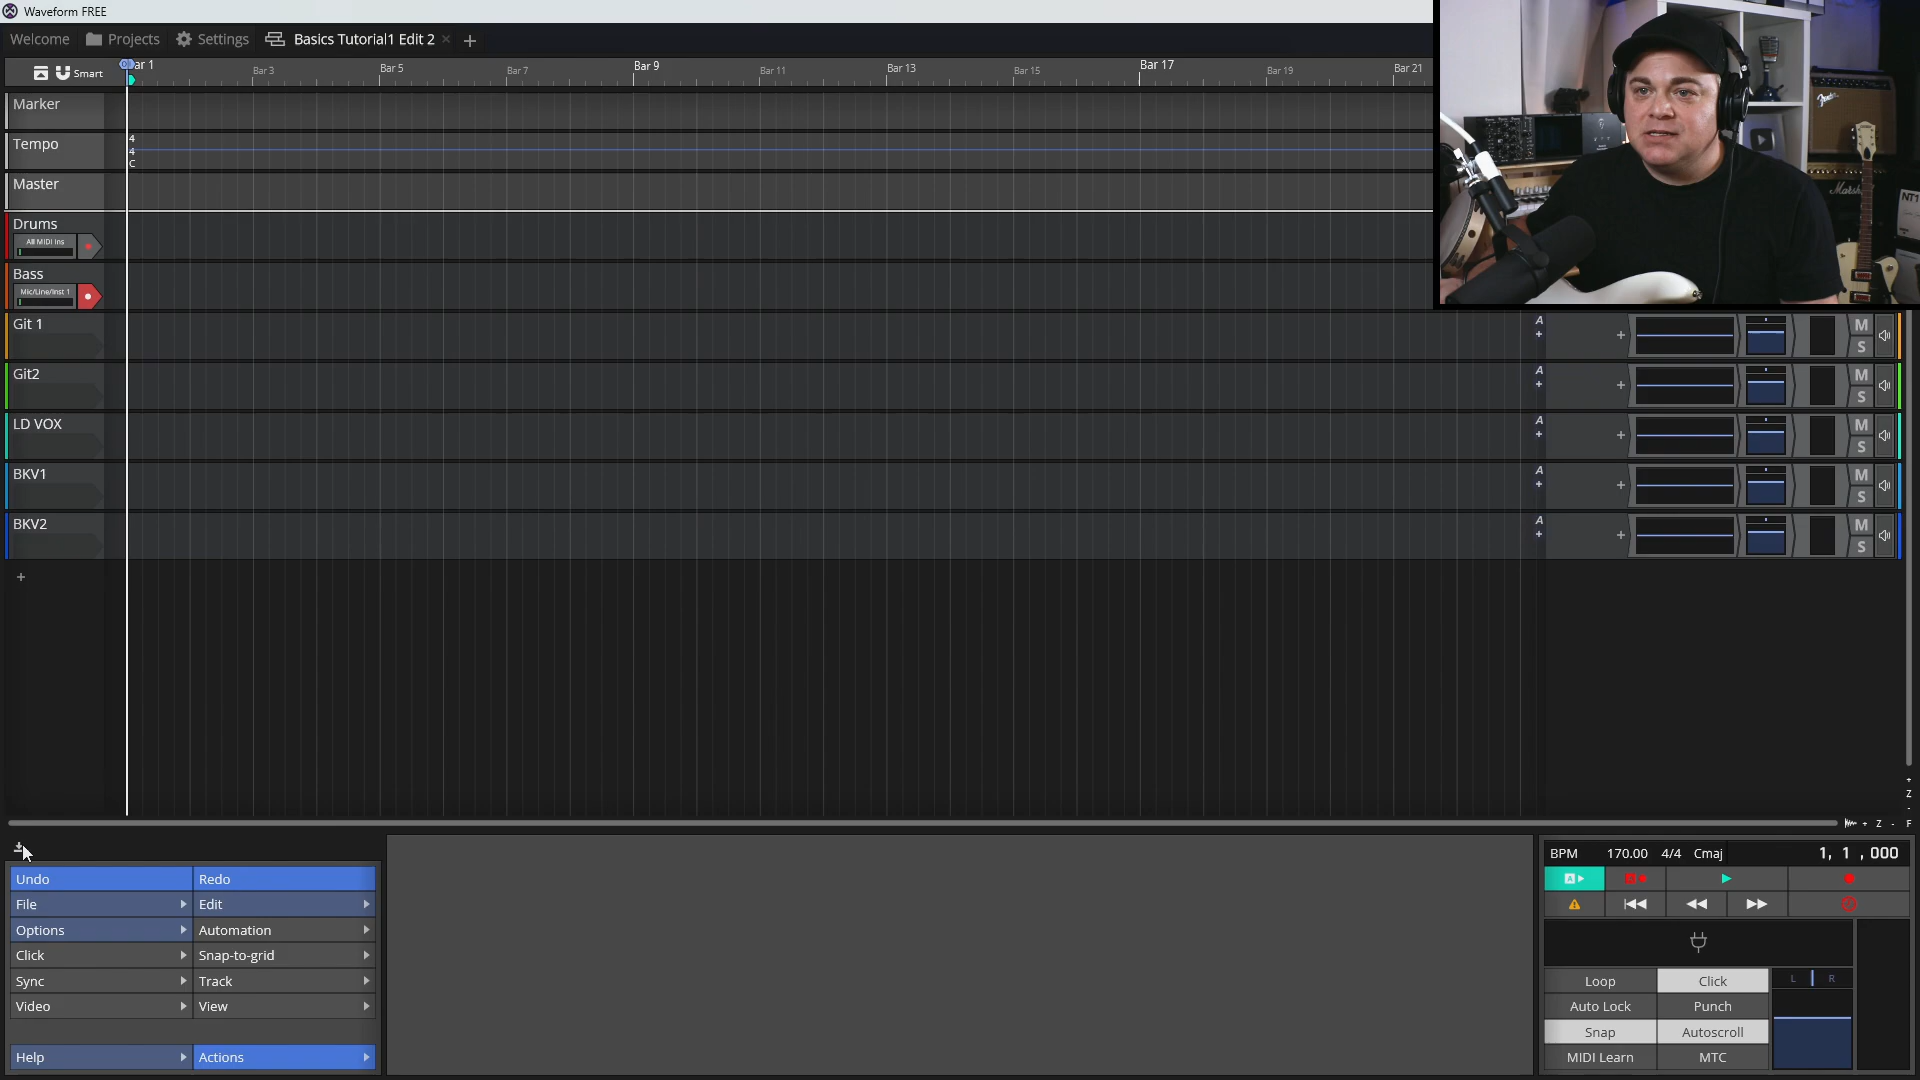 Waveform FREE
Welcome Projects Settings Basics Tutorial1 Edit 2 × +
Smart
Bar 1 Bar 3 Bar 5 Bar 7 Bar 9 Bar 11 Bar 13 Bar 15 Bar 17 Bar 19 Bar 21
Marker
Tempo
4
4
C
Master
Drums
All MIDI Ins
Bass
Mic/Line/Inst 1
Git 1
A + + M S
Git2
A + + M S
LD VOX
A + + M S
BKV1
A + + M S
BKV2
A + + M S
+
Fender
Marshall
NT1
+
Z
-
+ Z - F
Undo Redo
File Edit
Options Automation
Click Snap-to-grid
Sync Track
Video View
Help Actions
BPM 170.00 4/4 Cmaj 1, 1 , 000
A A
L R
Loop Click
Auto Lock Punch
Snap Autoscroll
MIDI Learn MTC